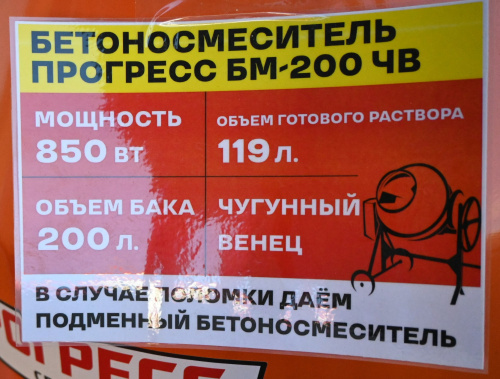 БЕТОНОСМЕСИТЕЛЬ
ПРОГРЕСС БМ-200 ЧВ
МОЩНОСТЬ
850 ВТ
ОБЪЕМ ГОТОВОГО РАСТВОРА
119 Л.
ОБЪЕМ БАКА
200 Л.
ЧУГУННЫЙ
ВЕНЕЦ
В СЛУЧАЕ ПОЛОМКИ ДАЁМ
ПОДМЕННЫЙ БЕТОНОСМЕСИТЕЛЬ
ОГРЕСС